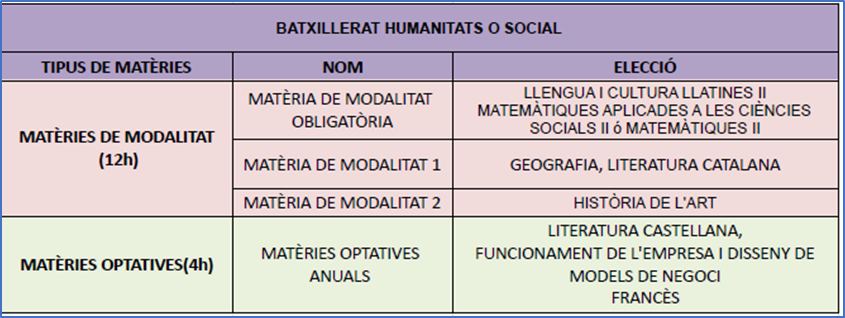 BATXILLERAT HUMANITATS O SOCIAL
TIPUS DE MATÈRIES
NOM
ELECCIÓ
MATÈRIES DE MODALITAT
(12h)
MATÈRIA DE MODALITAT
OBLIGATÒRIA
LLENGUA I CULTURA LLATINES II
MATEMÀTIQUES APLICADES A LES CIÈNCIES
SOCIALS II ó MATEMÀTIQUES II
MATÈRIA DE MODALITAT 1
GEOGRAFIA, LITERATURA CATALANA
MATÈRIA DE MODALITAT 2
HISTÒRIA DE L'ART
MATÈRIES OPTATIVES(4h)
MATÈRIES OPTATIVES
ANUALS
LITERATURA CASTELLANA,
FUNCIONAMENT DE L'EMPRESA I DISSENY DE
MODELS DE NEGOCI
FRANCÈS